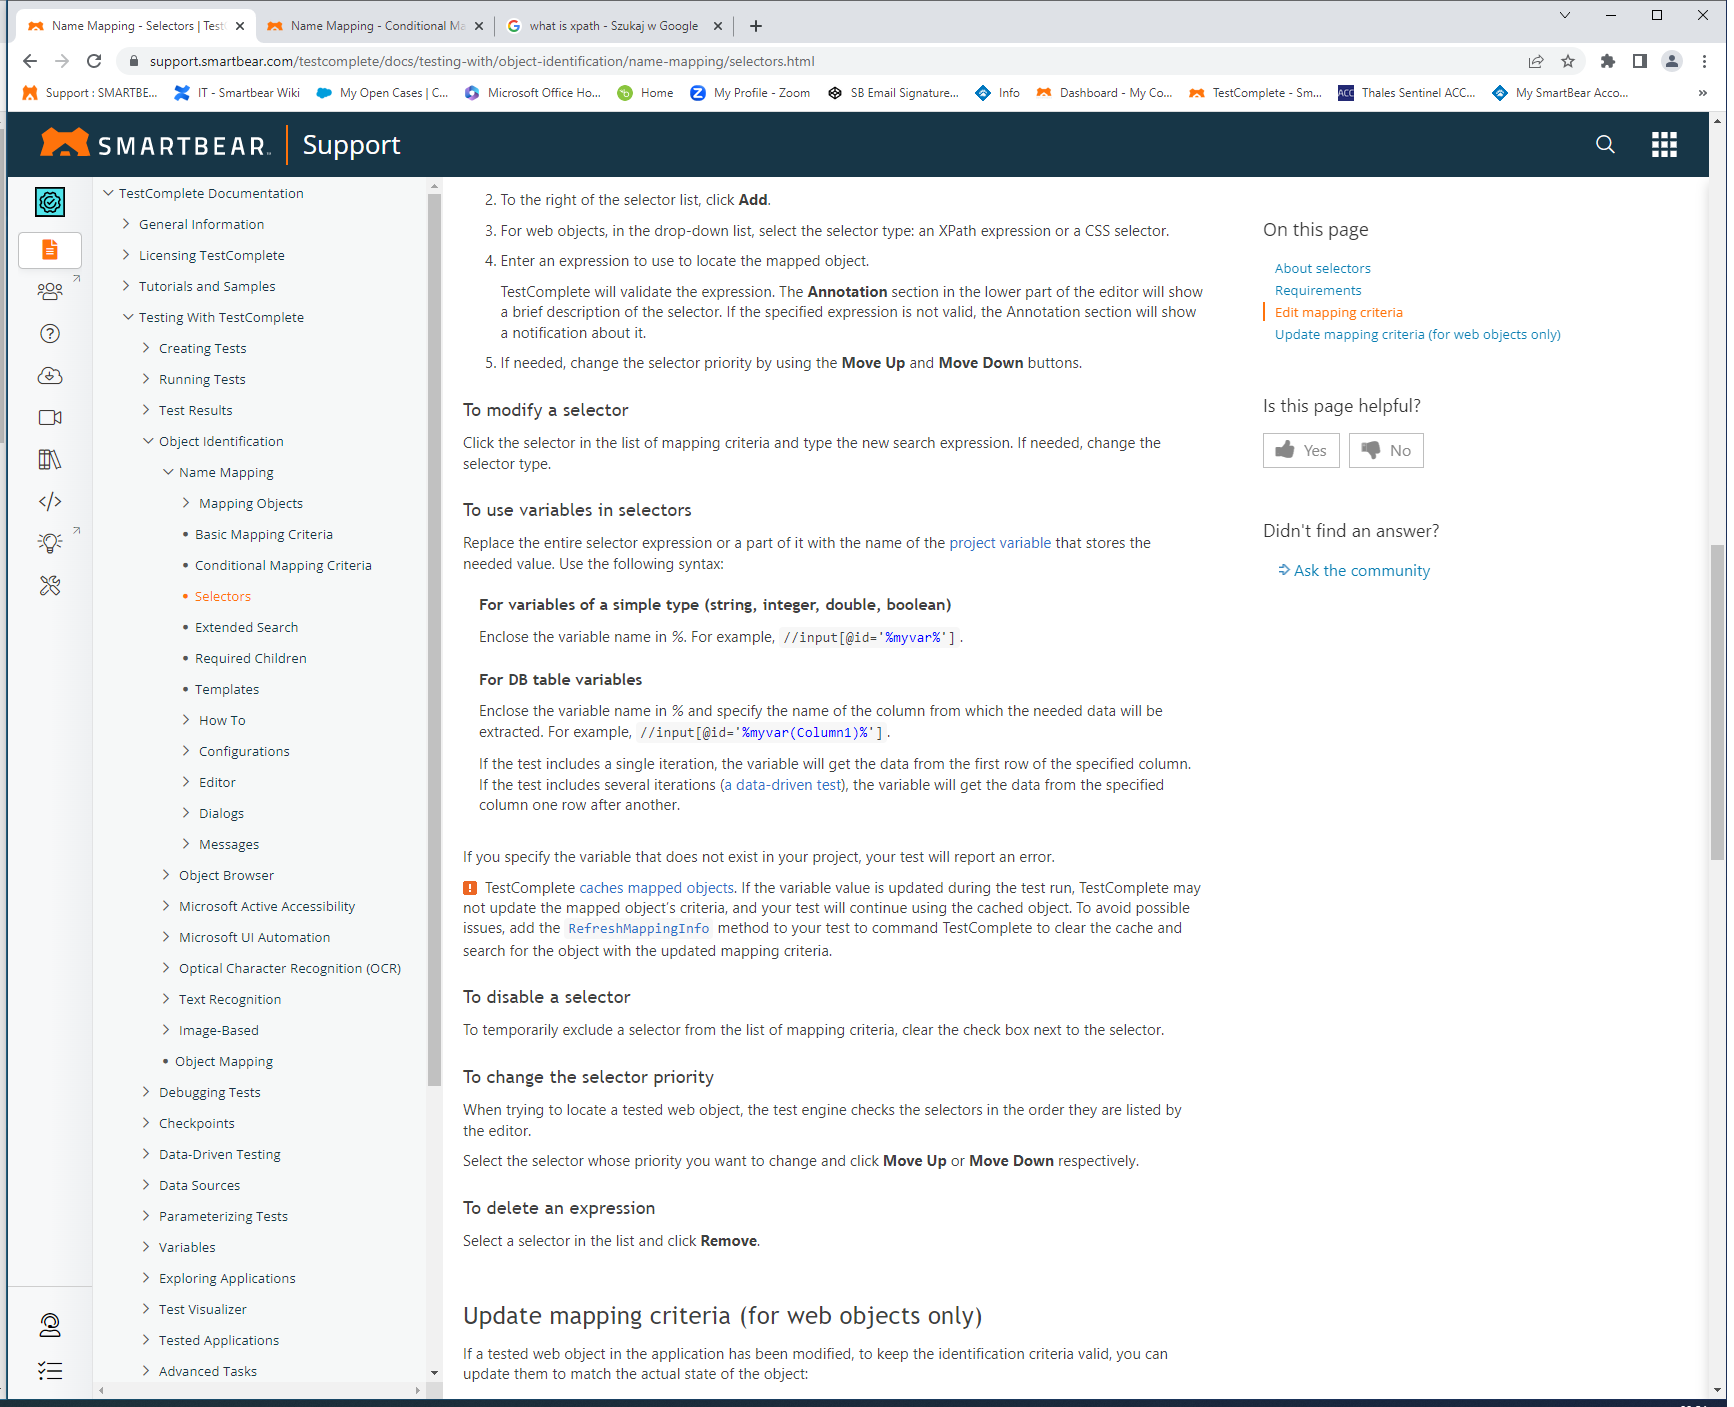 Name Mapping - Selectors | Test
Name Mapping - Conditional Ma
what is xpath - Szukaj w Google
support.smartbear.com/testcomplete/docs/testing-with/object-identification/name-mapping/selectors.html
Support : SMARTBE...
IT - Smartbear Wiki
My Open Cases | C...
Microsoft Office Ho...
Home
My Profile - Zoom
SB Email Signature...
Info
Dashboard - My Co...
TestComplete - Sm...
ACC
Thales Sentinel ACC...
My SmartBear Acco...
»
SMARTBEAR
Support
TestComplete Documentation
General Information
Licensing TestComplete
Tutorials and Samples
Testing With TestComplete
Creating Tests
Running Tests
Test Results
Object Identification
Name Mapping
Mapping Objects
Basic Mapping Criteria
Conditional Mapping Criteria
Selectors
Extended Search
Required Children
Templates
How To
Configurations
Editor
Dialogs
Messages
Object Browser
Microsoft Active Accessibility
Microsoft UI Automation
Optical Character Recognition (OCR)
Text Recognition
Image-Based
Object Mapping
Debugging Tests
Checkpoints
Data-Driven Testing
Data Sources
Parameterizing Tests
Variables
Exploring Applications
Test Visualizer
Tested Applications
Advanced Tasks
2. To the right of the selector list, click Add.
3. For web objects, in the drop-down list, select the selector type: an XPath expression or a CSS selector.
4. Enter an expression to use to locate the mapped object.
TestComplete will validate the expression. The Annotation section in the lower part of the editor will show
a brief description of the selector. If the specified expression is not valid, the Annotation section will show
a notification about it.
5. If needed, change the selector priority by using the Move Up and Move Down buttons.
To modify a selector
Click the selector in the list of mapping criteria and type the new search expression. If needed, change the
selector type.
To use variables in selectors
Replace the entire selector expression or a part of it with the name of the project variable that stores the
needed value. Use the following syntax:
For variables of a simple type (string, integer, double, boolean)
Enclose the variable name in %. For example, //input[@id='%myvar%'].
For DB table variables
Enclose the variable name in % and specify the name of the column from which the needed data will be
extracted. For example, //input[@id='%myvar(Column1)%'].
If the test includes a single iteration, the variable will get the data from the first row of the specified column.
If the test includes several iterations (a data-driven test), the variable will get the data from the specified
column one row after another.
If you specify the variable that does not exist in your project, your test will report an error.
! TestComplete caches mapped objects. If the variable value is updated during the test run, TestComplete may
not update the mapped object's criteria, and your test will continue using the cached object. To avoid possible
issues, add the RefreshMappingInfo method to your test to command TestComplete to clear the cache and
search for the object with the updated mapping criteria.
To disable a selector
To temporarily exclude a selector from the list of mapping criteria, clear the check box next to the selector.
To change the selector priority
When trying to locate a tested web object, the test engine checks the selectors in the order they are listed by
the editor.
Select the selector whose priority you want to change and click Move Up or Move Down respectively.
To delete an expression
Select a selector in the list and click Remove.
Update mapping criteria (for web objects only)
If a tested web object in the application has been modified, to keep the identification criteria valid, you can
update them to match the actual state of the object:
On this page
About selectors
Requirements
Edit mapping criteria
Update mapping criteria (for web objects only)
Is this page helpful?
Yes
No
Didn't find an answer?
Ask the community